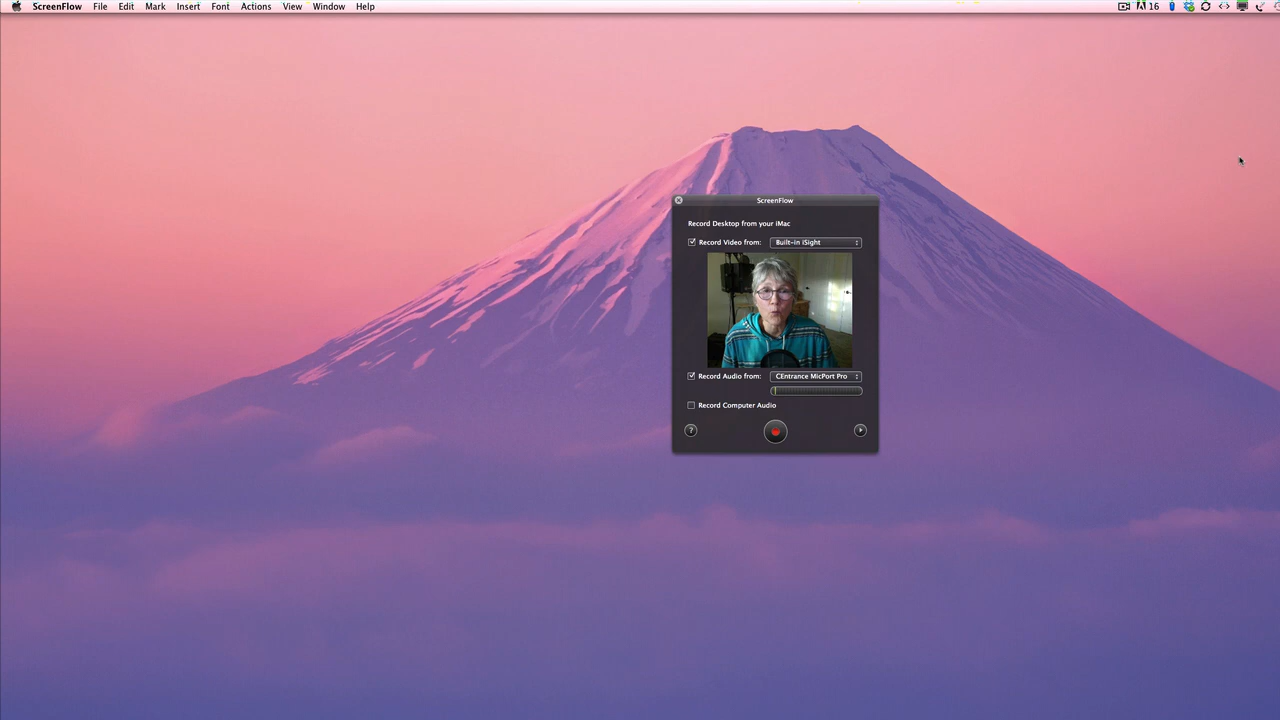 ScreenFlow File Edit Mark Insert Font Actions View Window Help 16
ScreenFlow
Record Desktop from your iMac
Record Video from: Built-in iSight
Record Audio from: CEntrance MicPort Pro
Record Computer Audio
?